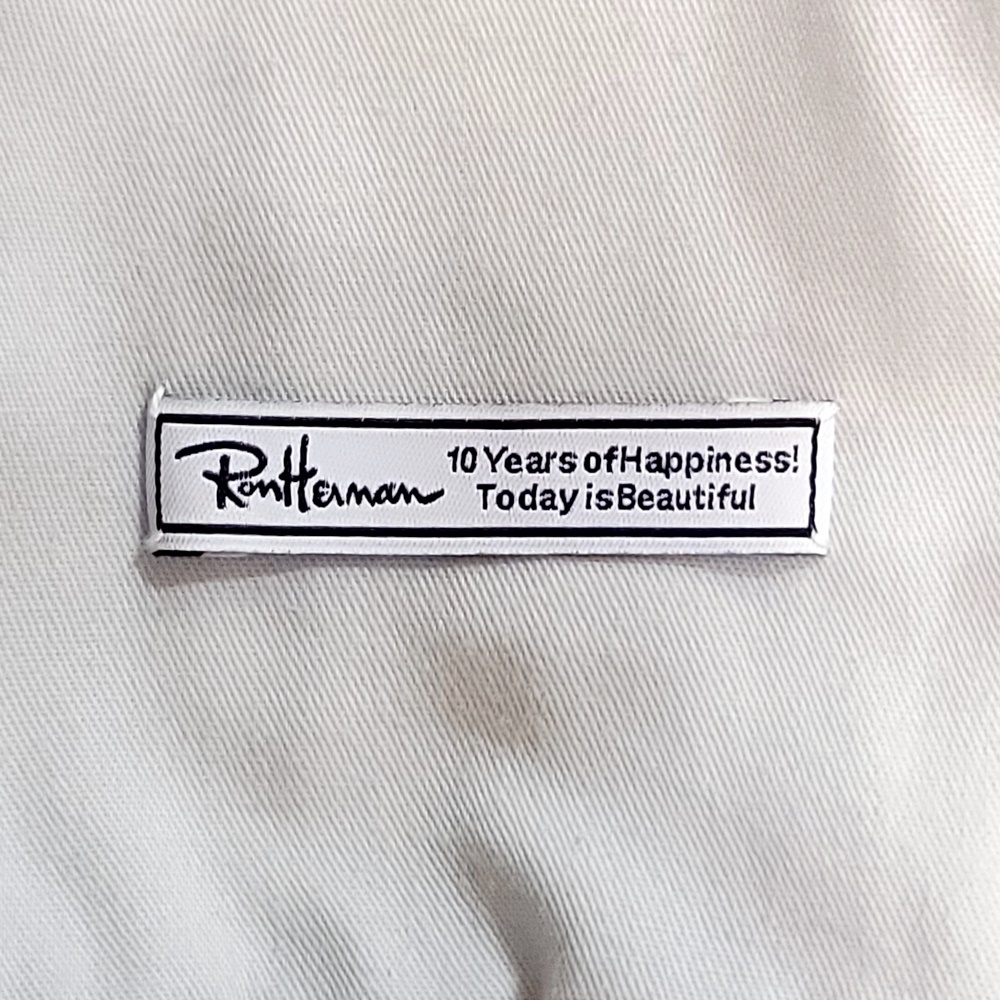 RonHerman
10 Years of Happiness!
Today is Beautiful